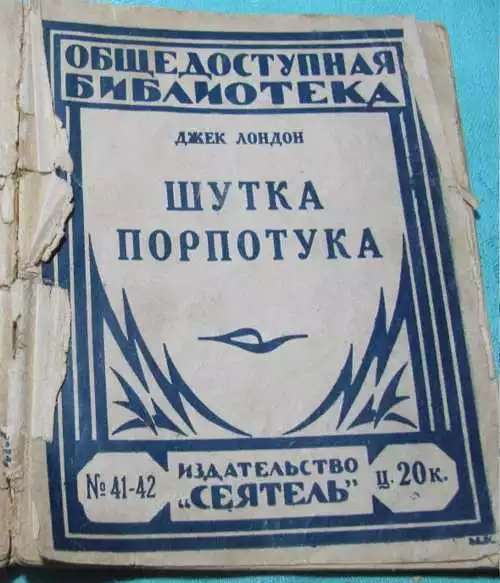 ОБЩЕДОСТУПНАЯ
БИБЛИОТЕКА
ДЖЕК ЛОНДОН
ШУТКА
ПОРПОТУКА
№ 41-42
ИЗДАТЕЛЬСТВО
„СЕЯТЕЛЬ"
Ц. 20 к.